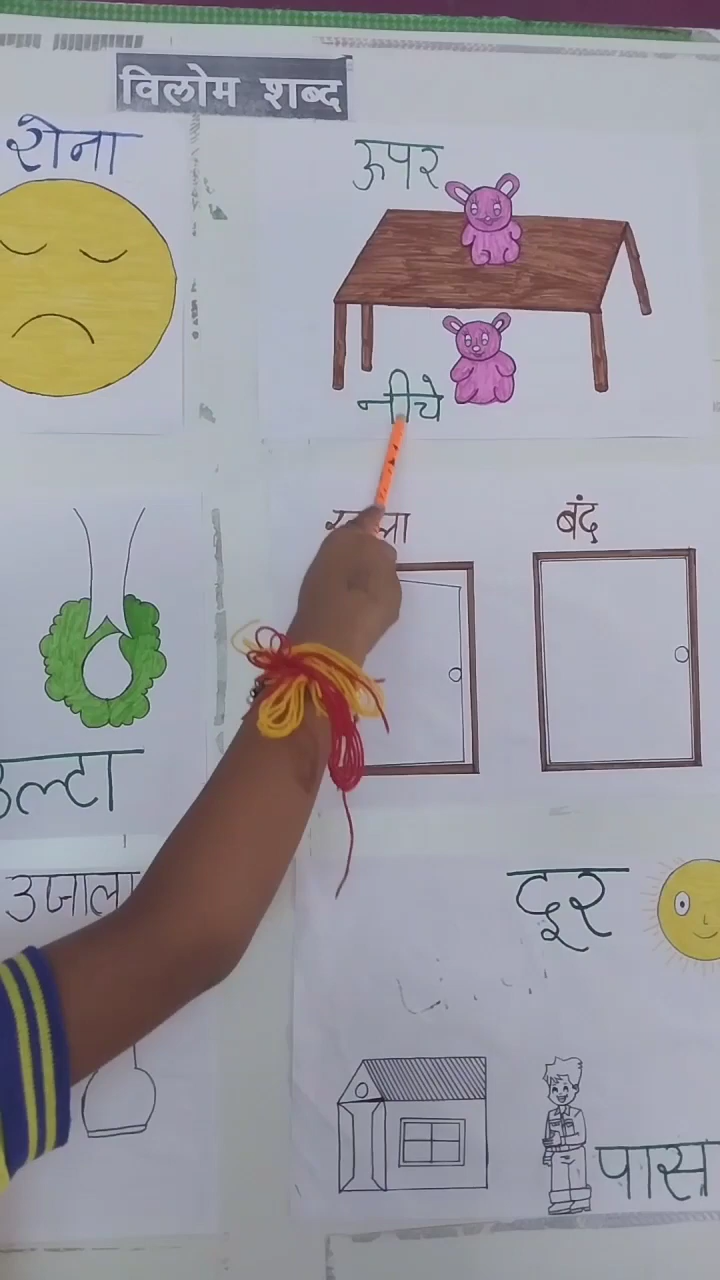 विलोम शब्द
रोना
ऊपर
नीचे
बंद
उल्टा
उजाला
दूर
पास